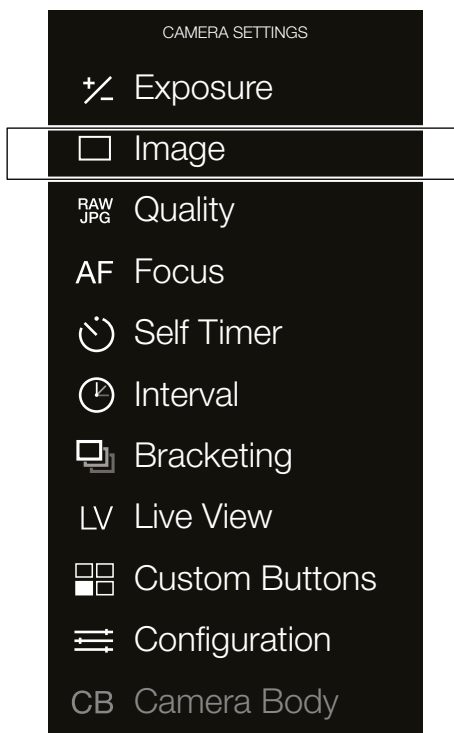 CAMERA SETTINGS
Exposure
Image
RAW JPG Quality
AF Focus
Self Timer
Interval
Bracketing
LV Live View
Custom Buttons
Configuration
CB Camera Body